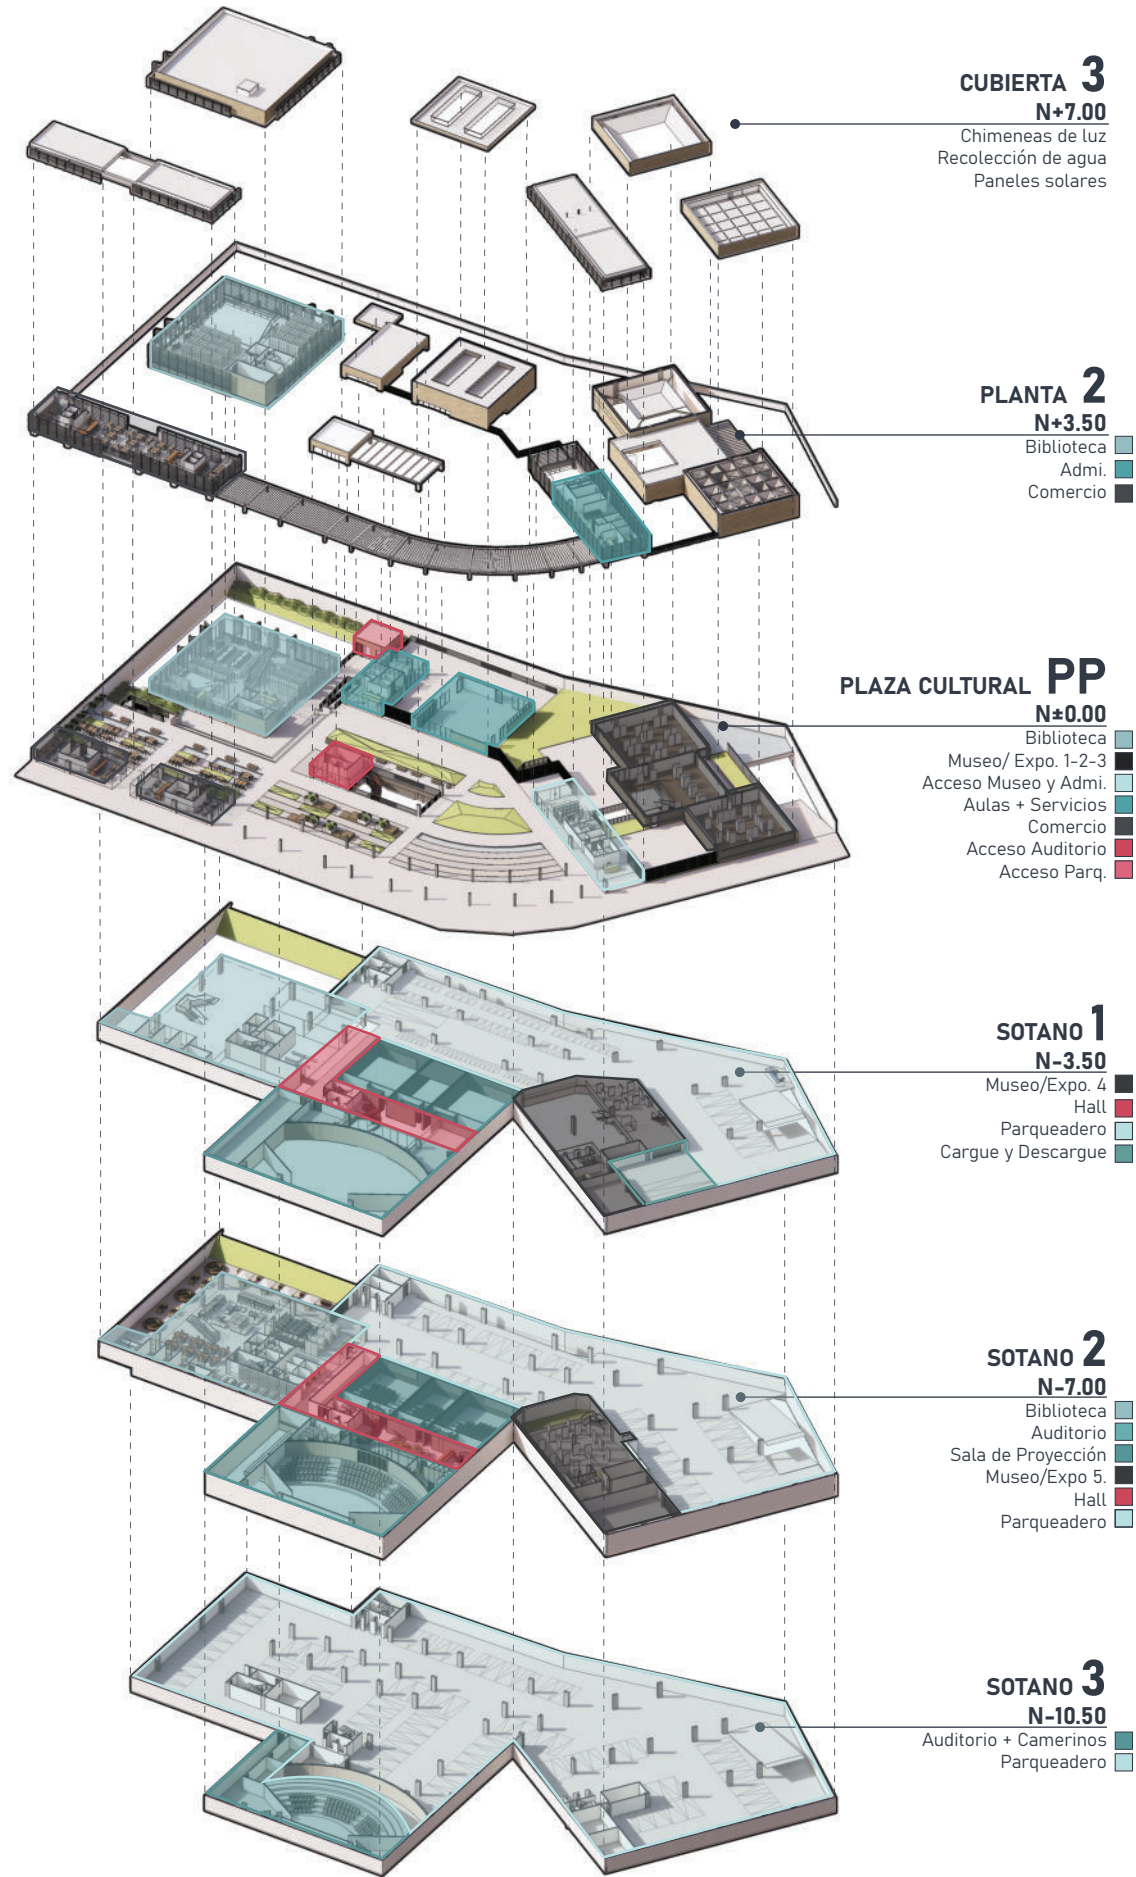 CUBIERTA 3
N+7.00
Chimeneas de luz
Recolección de agua
Paneles solares
PLANTA 2
N+3.50
Biblioteca
Admi.
Comercio
PLAZA CULTURAL PP
N±0.00
Biblioteca
Museo/ Expo. 1-2-3
Acceso Museo y Admi.
Aulas + Servicios
Comercio
Acceso Auditorio
Acceso Parq.
SOTANO 1
N-3.50
Museo/Expo. 4
Hall
Parqueadero
Cargue y Descargue
SOTANO 2
N-7.00
Biblioteca
Auditorio
Sala de Proyección
Museo/Expo 5.
Hall
Parqueadero
SOTANO 3
N-10.50
Auditorio + Camerinos
Parqueadero